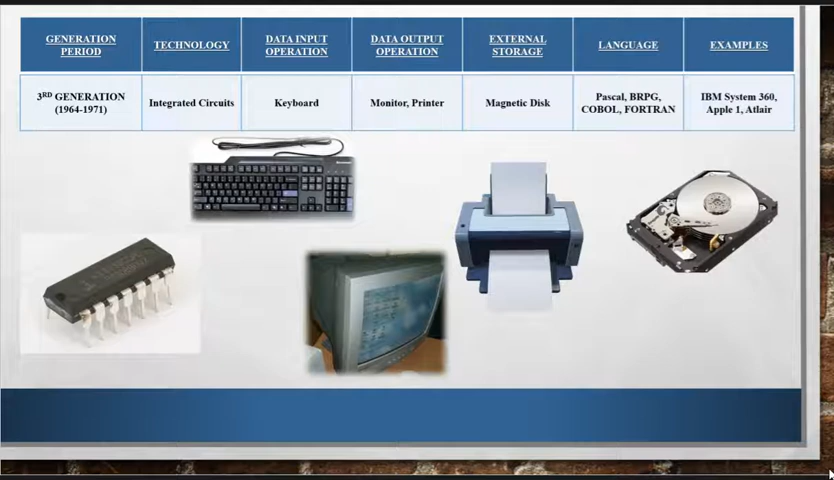 GENERATION
PERIOD
TECHNOLOGY
DATA INPUT
OPERATION
DATA OUTPUT
OPERATION
EXTERNAL
STORAGE
LANGUAGE
EXAMPLES
3RD GENERATION
(1964-1971)
Integrated Circuits
Keyboard
Monitor, Printer
Magnetic Disk
Pascal, BRPG,
COBOL, FORTRAN
IBM System 360,
Apple 1, Atlair